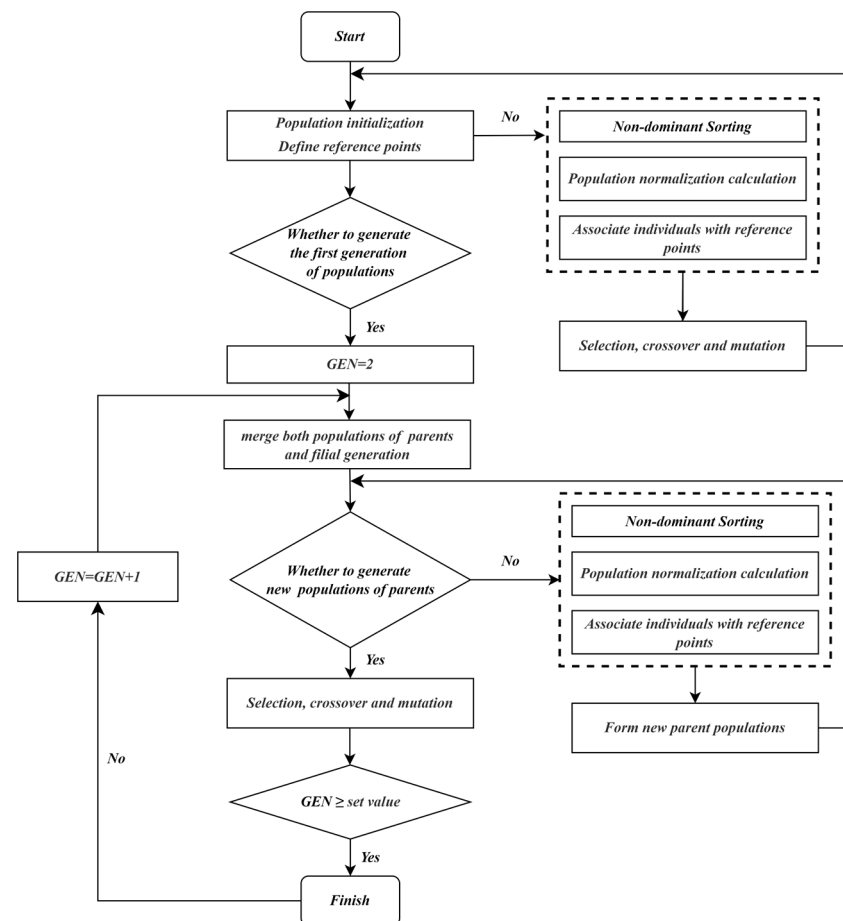 Start
Population initialization
Define reference points
No
Non-dominant Sorting
Population normalization calculation
Associate individuals with reference
points
Whether to generate
the first generation
of populations
Yes
Selection, crossover and mutation
GEN=2
merge both populations of parents
and filial generation
Non-dominant Sorting
Population normalization calculation
Associate individuals with reference
points
No
Whether to generate
new populations of parents
GEN=GEN+1
Yes
Selection, crossover and mutation
Form new parent populations
No
GEN ≥ set value
Yes
Finish